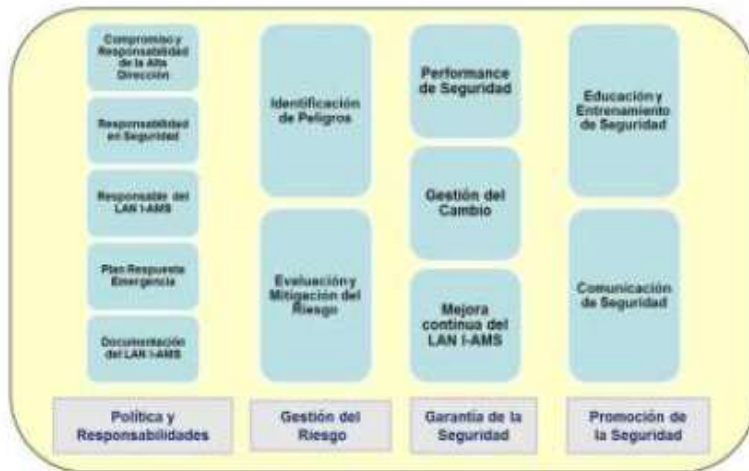 Compromiso y
Responsabilidad
de la Alta
Dirección
Responsabilidad
en Seguridad
Responsable del
LAN I-AMS
Plan Respuesta
Emergencia
Documentación
del LAN I-AMS
Política y
Responsabilidades
Identificación
de Peligros
Evaluación y
Mitigación del
Riesgo
Gestión del
Riesgo
Performance
de Seguridad
Gestión del
Cambio
Mejora
continua del
LAN I-AMS
Garantía de la
Seguridad
Educación y
Entrenamiento
de Seguridad
Comunicación
de Seguridad
Promoción de
la Seguridad